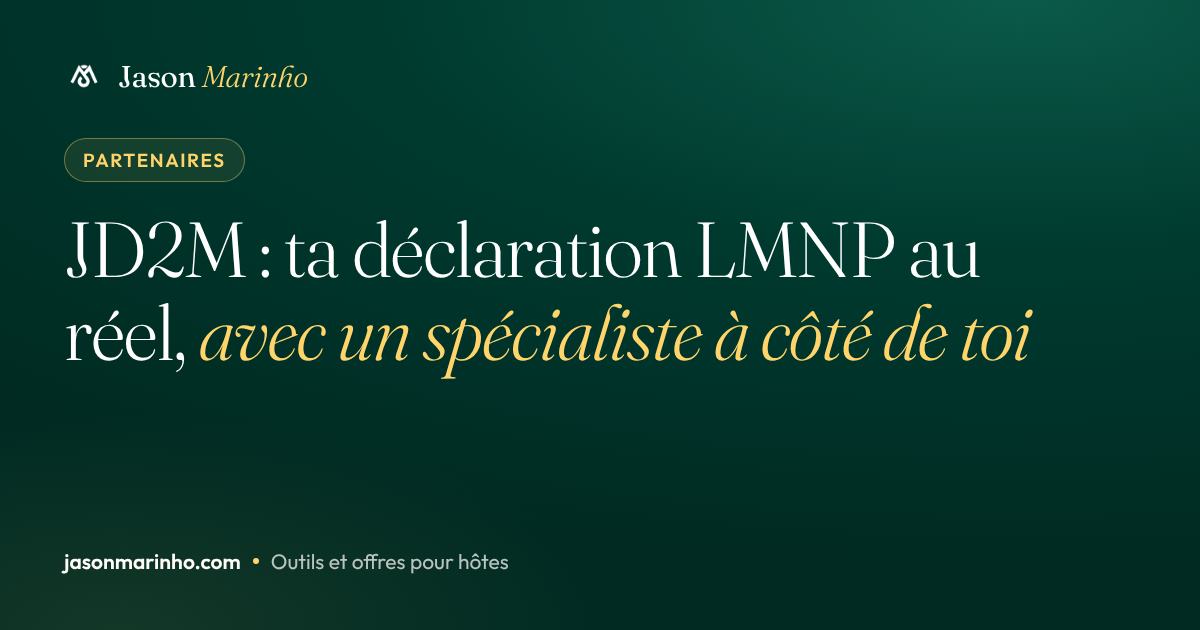 Jason Marinho
PARTENAIRES
JD2M : ta déclaration LMNP au
réel, avec un spécialiste à côté de toi
jasonmarinho.com • Outils et offres pour hôtes